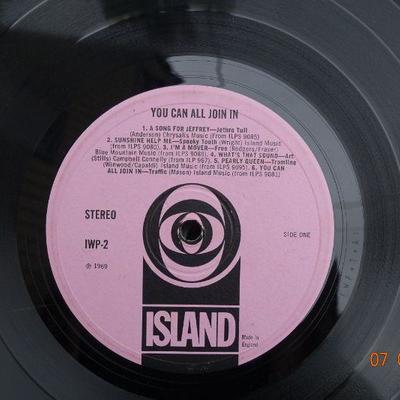 YOU CAN ALL JOIN IN
1. A SONG FOR JEFFREY—Jethro Tull
(Anderson) Chrysalis Music (from ILPS 9085)
2. SUNSHINE HELP ME—Spooky Tooth (Wright) Island Music
(from ILPS 9080) 3. I'M A MOVER—Free (Rodgers/Fraser)
Blue Mountain Music (from ILPS 9089) 4. WHAT'S THAT SOUND—Art.
(Stills) Campbell Connelly (from ILP 967) 5. PEARLY QUEEN—Tramline
(Winwood/Capaldi) Island Music (from ILPS 9095) 6. YOU CAN
ALL JOIN IN—Traffic (Mason) Island Music (from ILPS 9081)
STEREO
SIDE ONE
IWP-2
℗ 1969
ISLAND
Made in
England
07